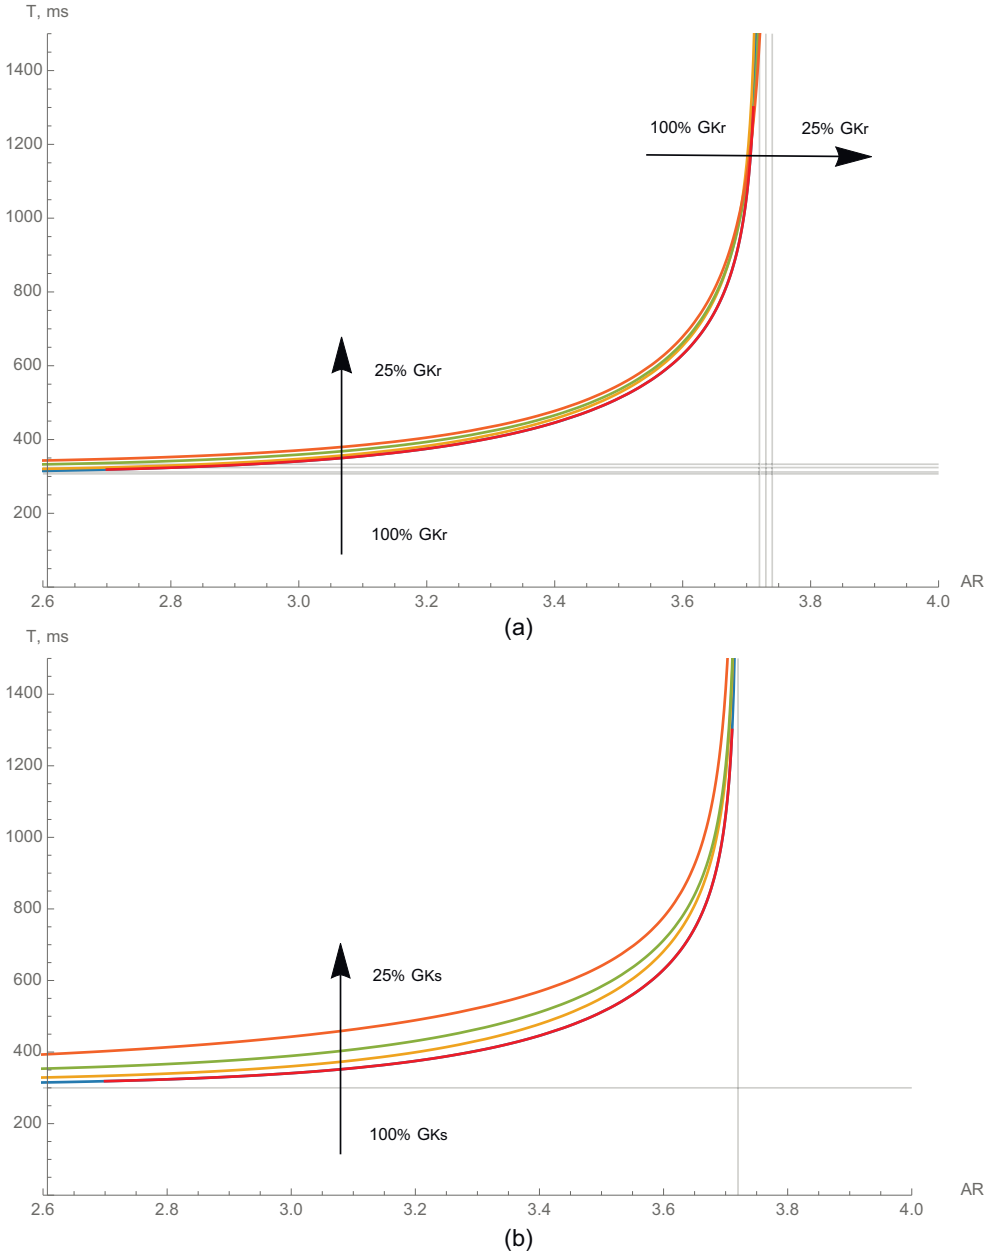 T, ms
1400
1200
100% GKr 25% GKr
1000
800
600
25% GKr
400
200
100% GKr
2.6 2.8 3.0 3.2 3.4 3.6 3.8 4.0 AR
(a)
T, ms
1400
1200
1000
800
600
25% GKs
400
200
100% GKs
2.6 2.8 3.0 3.2 3.4 3.6 3.8 4.0 AR
(b)